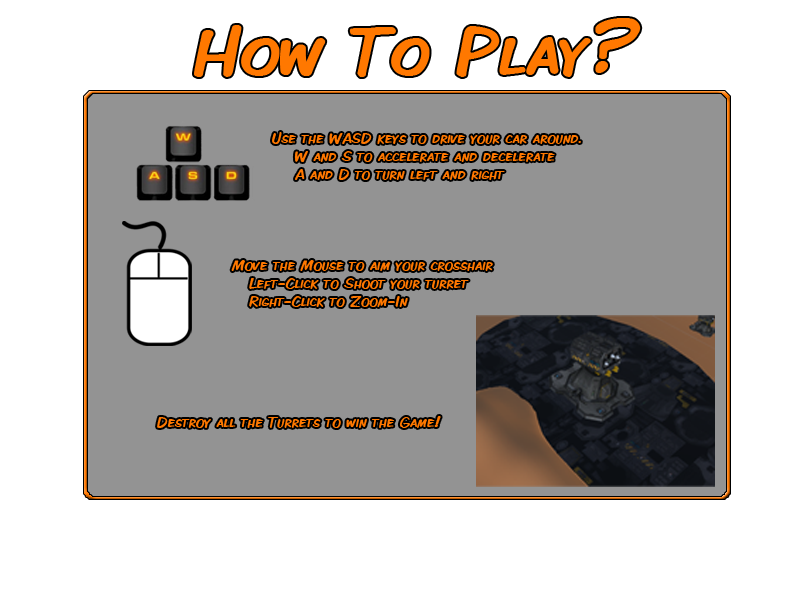 How To Play?
W
A S D
Use the WASD keys to drive your car around.
W and S to accelerate and decelerate
A and D to turn left and right
Move the Mouse to aim your crosshair
Left-Click to Shoot your turret
Right-Click to Zoom-In
Destroy all the Turrets to win the Game!